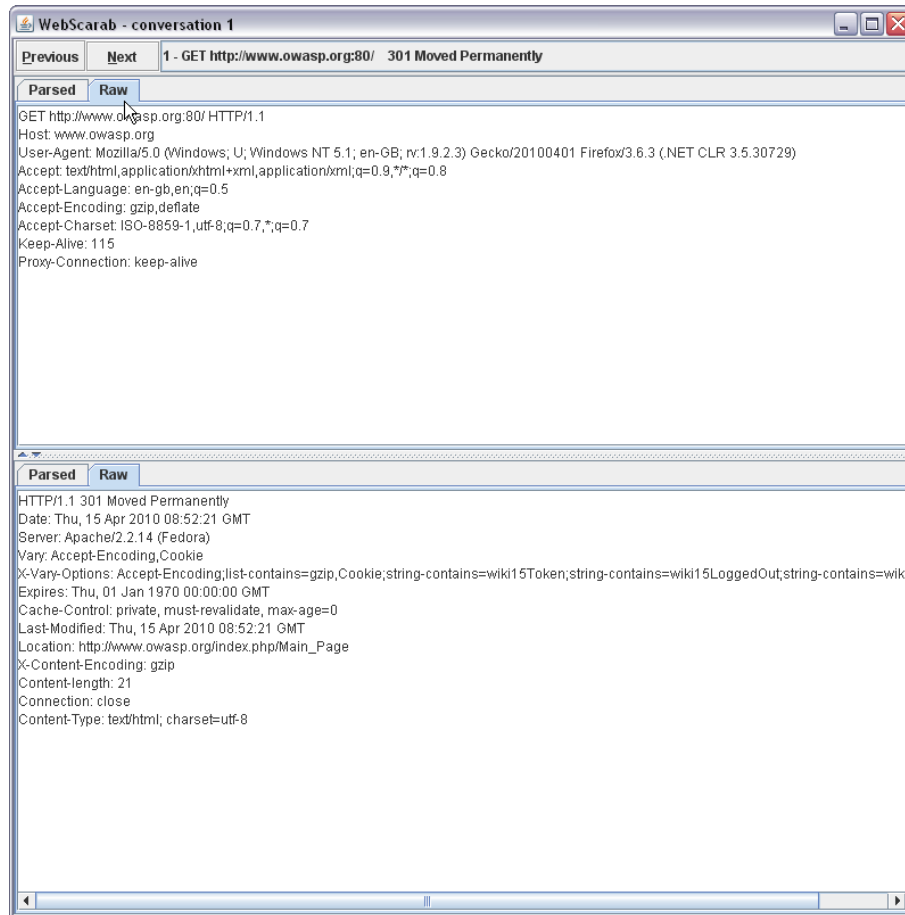 WebScarab - conversation 1
Previous Next 1 - GET http://www.owasp.org:80/ 301 Moved Permanently
Parsed Raw
GET http://www.owasp.org:80/ HTTP/1.1
Host: www.owasp.org
User-Agent: Mozilla/5.0 (Windows; U; Windows NT 5.1; en-GB; rv:1.9.2.3) Gecko/20100401 Firefox/3.6.3 (.NET CLR 3.5.30729)
Accept: text/html,application/xhtml+xml,application/xml;q=0.9,*/*;q=0.8
Accept-Language: en-gb,en;q=0.5
Accept-Encoding: gzip,deflate
Accept-Charset: ISO-8859-1,utf-8;q=0.7,*;q=0.7
Keep-Alive: 115
Proxy-Connection: keep-alive
Parsed Raw
HTTP/1.1 301 Moved Permanently
Date: Thu, 15 Apr 2010 08:52:21 GMT
Server: Apache/2.2.14 (Fedora)
Vary: Accept-Encoding,Cookie
X-Vary-Options: Accept-Encoding;list-contains=gzip,Cookie;string-contains=wiki15Token;string-contains=wiki15LoggedOut;string-contains=wik
Expires: Thu, 01 Jan 1970 00:00:00 GMT
Cache-Control: private, must-revalidate, max-age=0
Last-Modified: Thu, 15 Apr 2010 08:52:21 GMT
Location: http://www.owasp.org/index.php/Main_Page
X-Content-Encoding: gzip
Content-length: 21
Connection: close
Content-Type: text/html; charset=utf-8